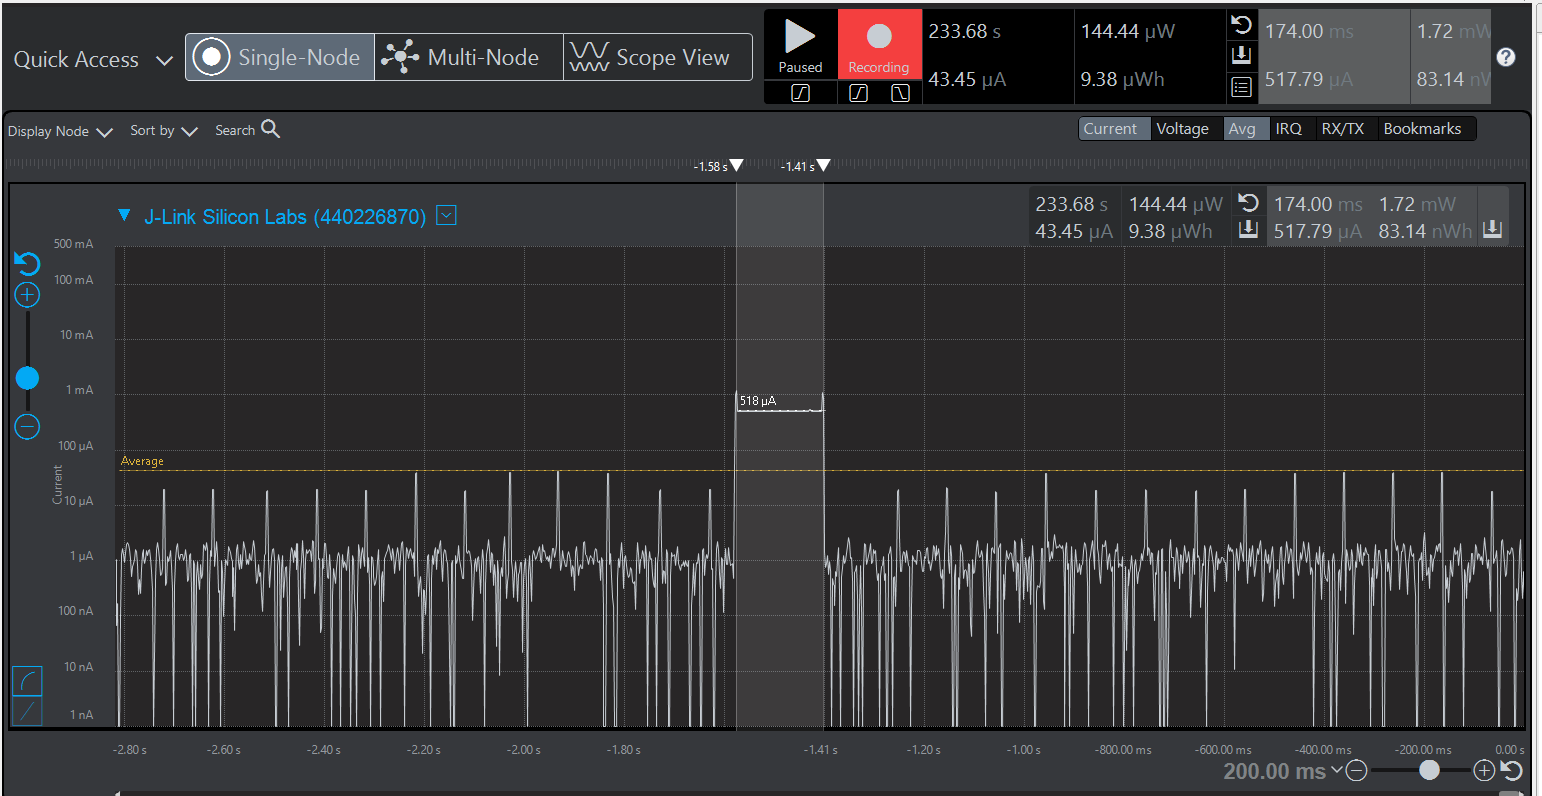 Quick Access
Single-Node
Multi-Node
Scope View
Paused
Recording
233.68 s
144.44 µW
43.45 µA
9.38 µWh
174.00 ms
1.72 mW
517.79 µA
83.14 nV
Display Node
Sort by
Search
Current
Voltage
Avg
IRQ
RX/TX
Bookmarks
-1.58 s
-1.41 s
J-Link Silicon Labs (440226870)
233.68 s 144.44 µW
43.45 µA 9.38 µWh
174.00 ms 1.72 mW
517.79 µA 83.14 nWh
500 mA
100 mA
10 mA
1 mA
518 µA
100 µA
Average
Current
10 µA
1 µA
100 nA
10 nA
1 nA
-2.80 s
-2.60 s
-2.40 s
-2.20 s
-2.00 s
-1.80 s
-1.41 s
-1.20 s
-1.00 s
-800.00 ms
-600.00 ms
-400.00 ms
-200.00 ms
0.00 s
200.00 ms